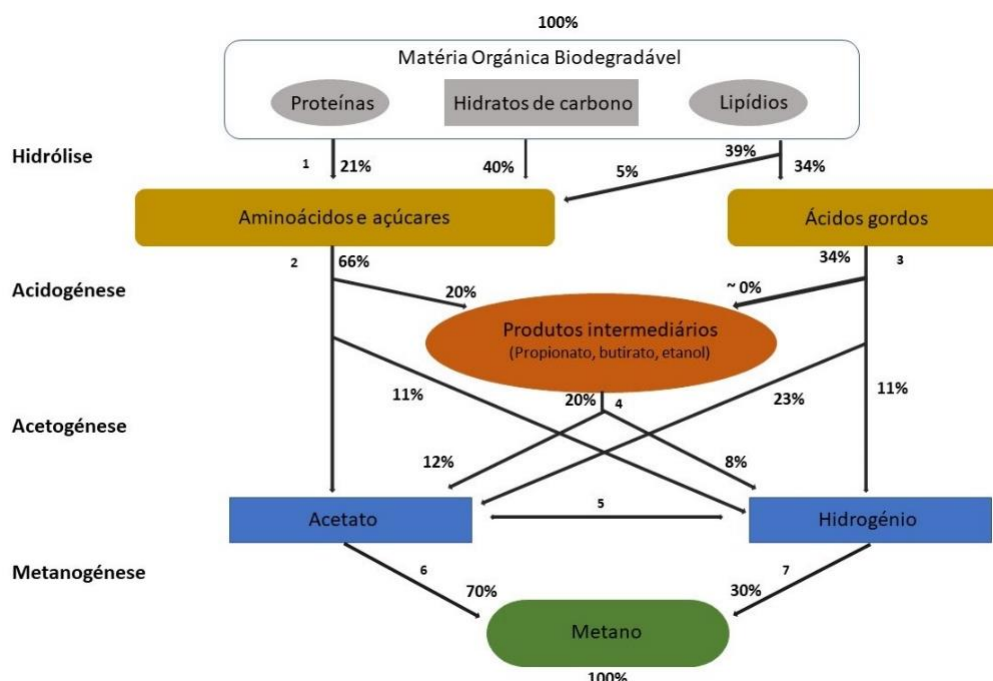 100%
Matéria Orgánica Biodegradável
Proteínas
Hidratos de carbono
Lipídios
Hidrólise
1
21%
40%
5%
39%
34%
Aminoácidos e açúcares
Ácidos gordos
2
66%
34%
3
Acidogénese
20%
~ 0%
Produtos intermediários
(Propionato, butirato, etanol)
11%
20%
4
23%
11%
Acetogénese
12%
8%
Acetato
5
Hidrogénio
Metanogénese
6
70%
30%
7
Metano
100%